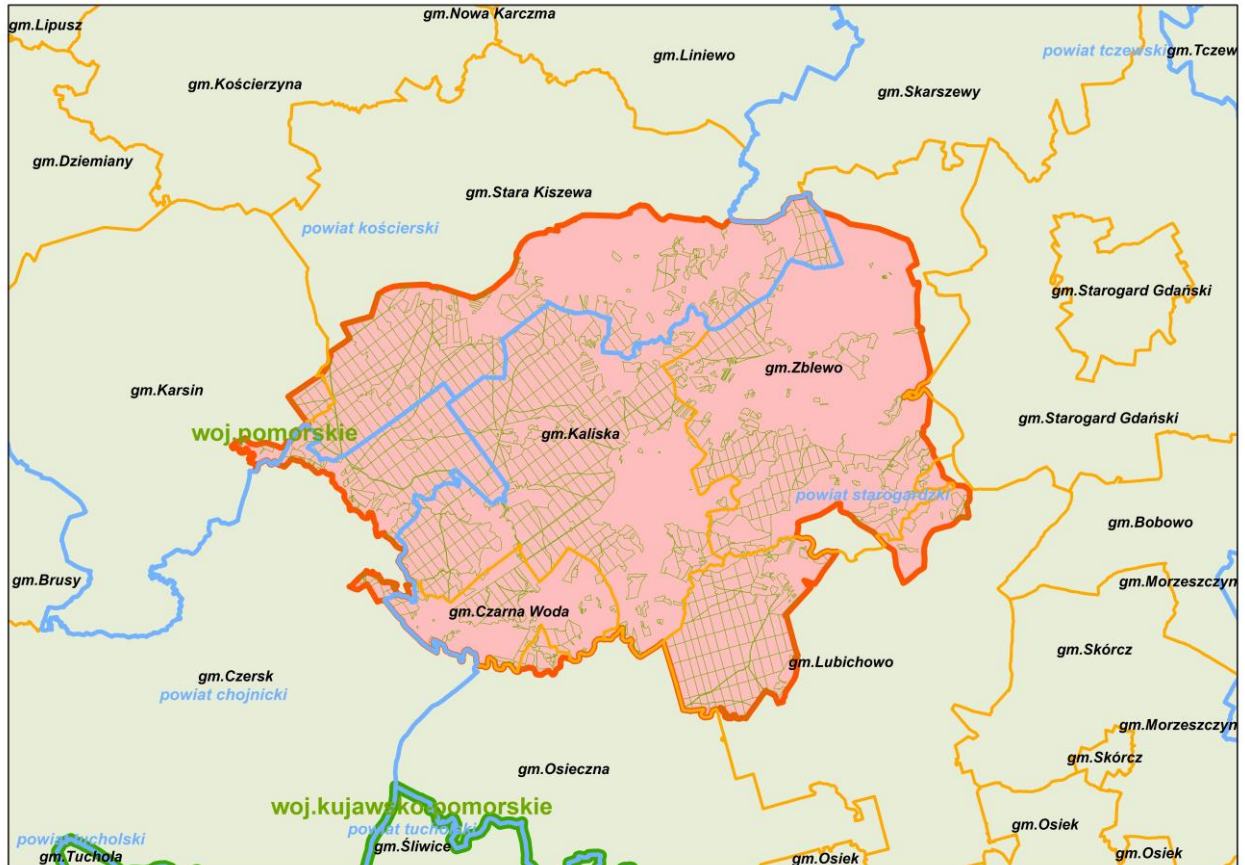 gm.Lipusz
gm.Nowa Karczma
gm.Liniewo
powiat tczewski
gm.Tczew
gm.Kościerzyna
gm.Skarszewy
gm.Dziemiany
gm.Stara Kiszewa
powiat kościerski
gm.Starogard Gdański
gm.Zblewo
gm.Karsin
gm.Starogard Gdański
woj.pomorskie
gm.Kaliska
powiat starogardzki
gm.Bobowo
gm.Brusy
gm.Morzeszczyn
gm.Czarna Woda
gm.Skórcz
gm.Lubichowo
gm.Czersk
powiat chojnicki
gm.Morzeszczyn
gm.Skórcz
gm.Osieczna
woj.kujawsko-pomorskie
gm.Osiek
powiat tucholski
powiat tucholski
gm.Śliwice
gm.Tuchola
gm.Osiek
gm.Osiek